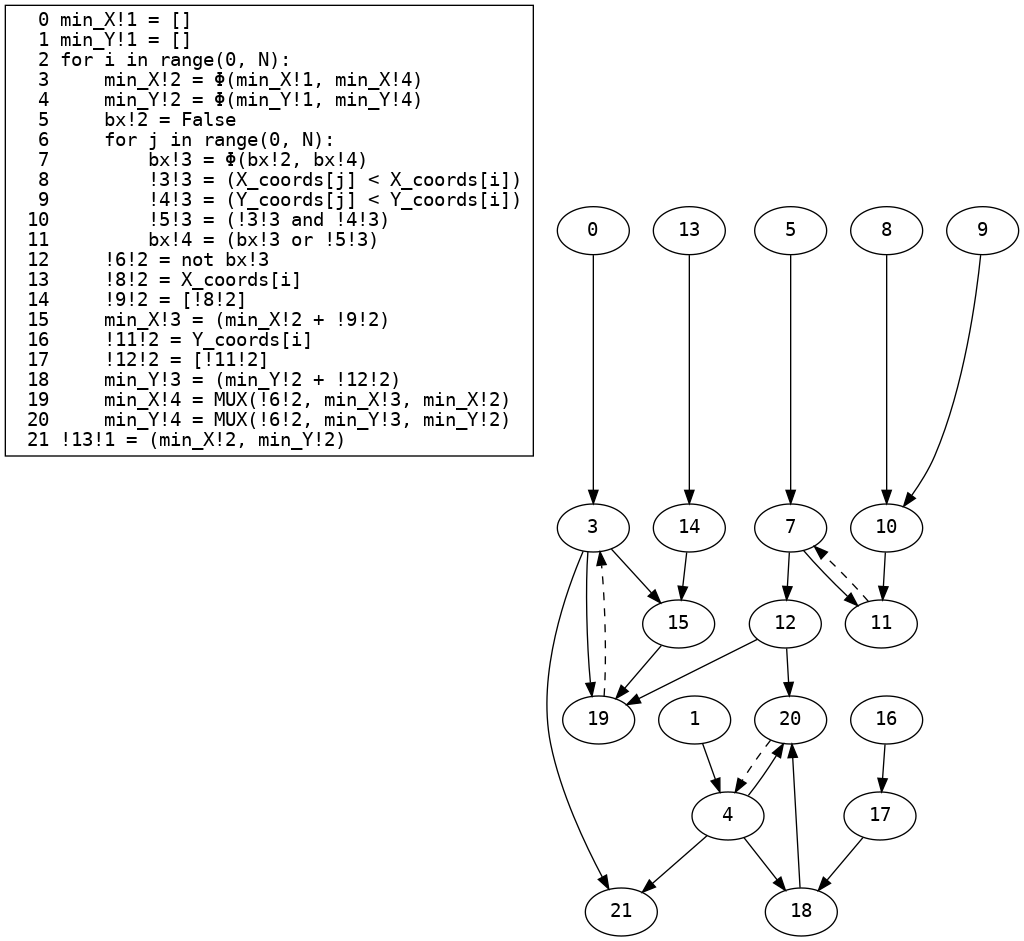 0 min_X!1 = []
1 min_Y!1 = []
2 for i in range(0, N):
3     min_X!2 = Φ(min_X!1, min_X!4)
4     min_Y!2 = Φ(min_Y!1, min_Y!4)
5     bx!2 = False
6     for j in range(0, N):
7         bx!3 = Φ(bx!2, bx!4)
8         !3!3 = (X_coords[j] < X_coords[i])
9         !4!3 = (Y_coords[j] < Y_coords[i])
10         !5!3 = (!3!3 and !4!3)
11         bx!4 = (bx!3 or !5!3)
12     !6!2 = not bx!3
13     !8!2 = X_coords[i]
14     !9!2 = [!8!2]
15     min_X!3 = (min_X!2 + !9!2)
16     !11!2 = Y_coords[i]
17     !12!2 = [!11!2]
18     min_Y!3 = (min_Y!2 + !12!2)
19     min_X!4 = MUX(!6!2, min_X!3, min_X!2)
20     min_Y!4 = MUX(!6!2, min_Y!3, min_Y!2)
21 !13!1 = (min_X!2, min_Y!2)
0 13 5 8 9
3 14 7 10
15 12 11
19 1 20 16
4 17
21 18